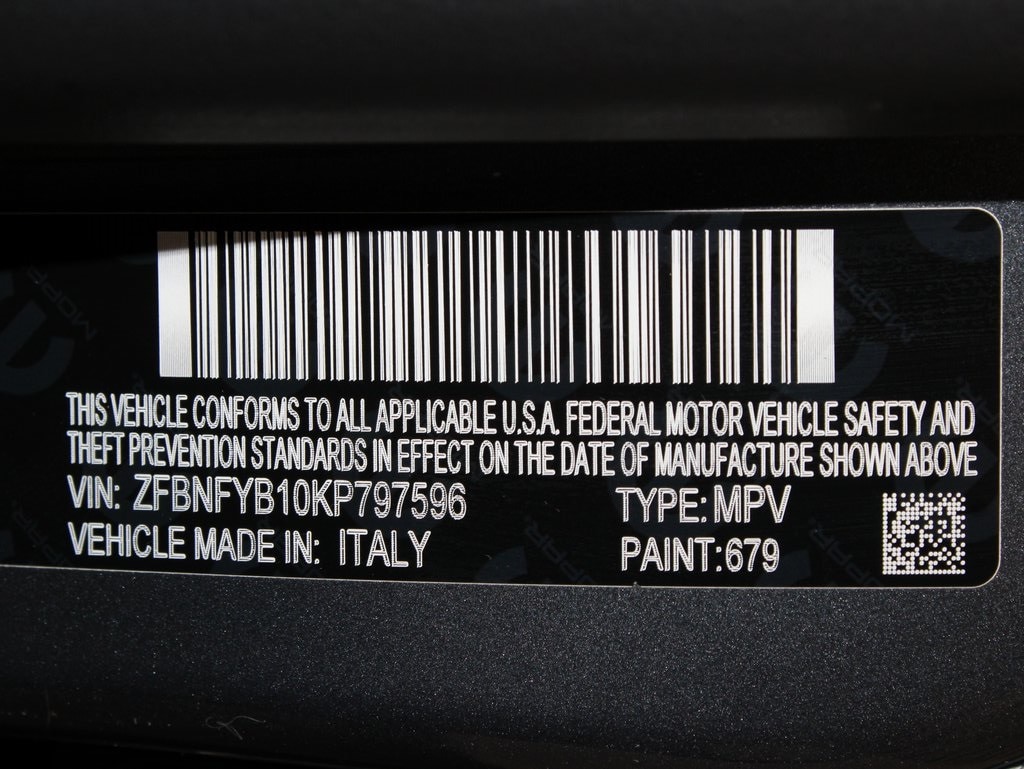 THIS VEHICLE CONFORMS TO ALL APPLICABLE U.S.A. FEDERAL MOTOR VEHICLE SAFETY AND
THEFT PREVENTION STANDARDS IN EFFECT ON THE DATE OF MANUFACTURE SHOWN ABOVE
VIN: ZFBNFYB10KP797596 TYPE: MPV
VEHICLE MADE IN: ITALY PAINT:679